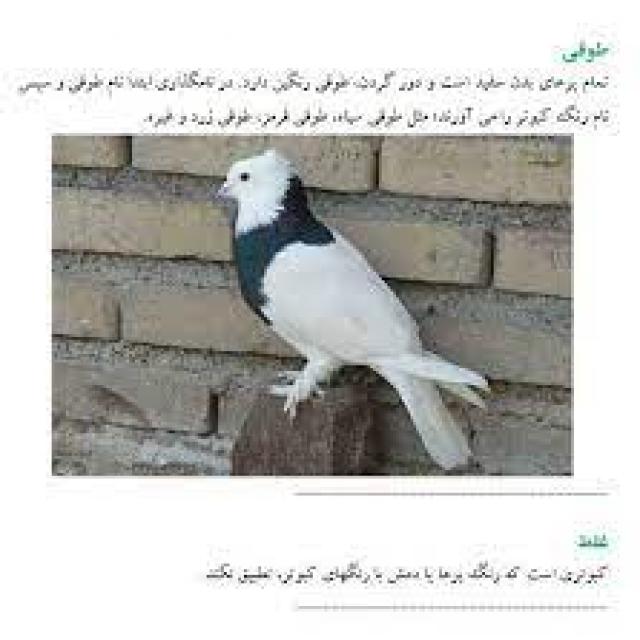 طوقی
تمام پرهای بدن سفید است و دور گردن، طوقی رنگین دارد. در نامگذاری ابتدا نام طوقی و سپس
نام رنگ کبوتر را می آورند؛ مثل طوقی سیاه، طوقی قرمز، طوقی زرد و غیره.
کبوتری است که رنگ پرها یا دمش با رنگهای کبوتر، تطبیق نکند.